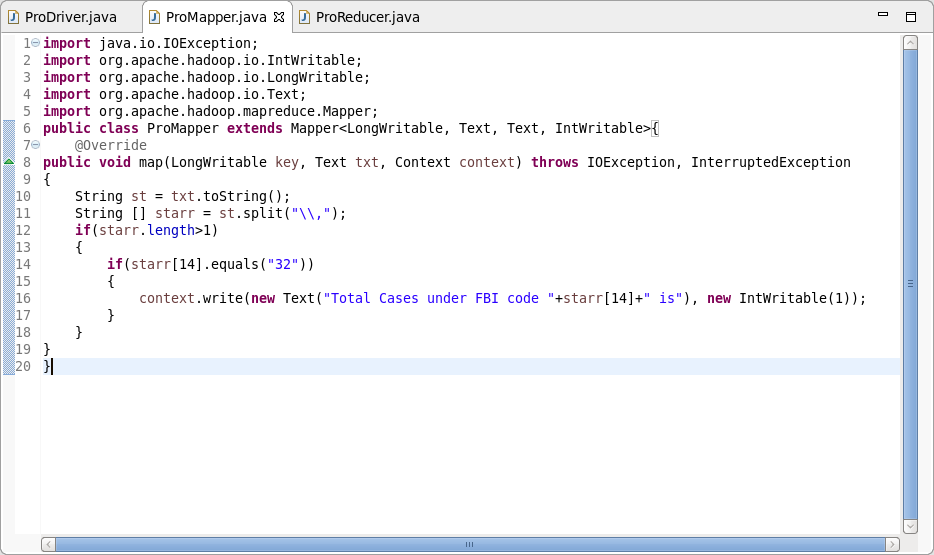 ProDriver.java ProMapper.java ProReducer.java
1 import java.io.IOException;
2 import org.apache.hadoop.io.IntWritable;
3 import org.apache.hadoop.io.LongWritable;
4 import org.apache.hadoop.io.Text;
5 import org.apache.hadoop.mapreduce.Mapper;
6 public class ProMapper extends Mapper<LongWritable, Text, Text, IntWritable>{
7     @Override
8 public void map(LongWritable key, Text txt, Context context) throws IOException, InterruptedException
9 {
10     String st = txt.toString();
11     String [] starr = st.split("\\,");
12     if(starr.length>1)
13     {
14         if(starr[14].equals("32"))
15         {
16             context.write(new Text("Total Cases under FBI code "+starr[14]+" is"), new IntWritable(1));
17         }
18     }
19 }
20 }